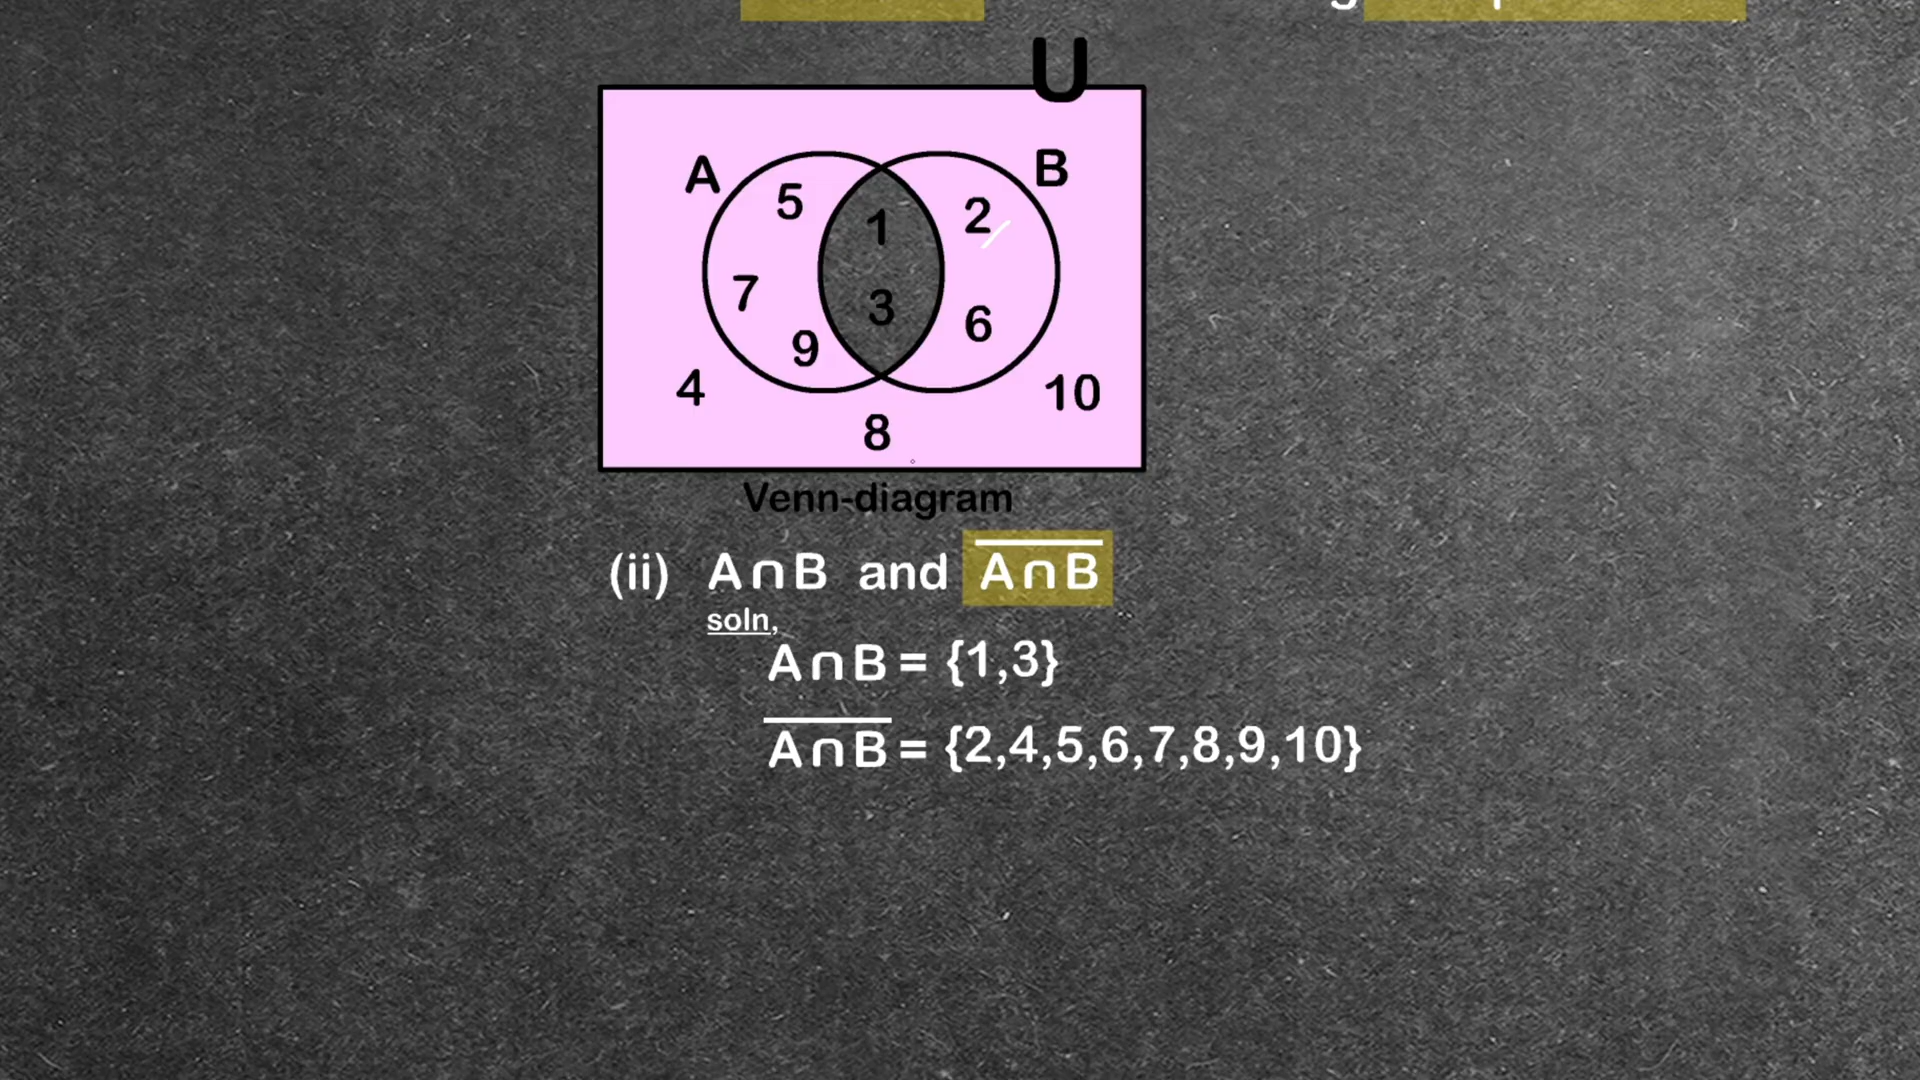 U
A
B
5
1
2
7
3
6
9
4
10
8
Venn-diagram
(ii) A∩B and A∩B̅
soln,
A∩B = {1,3}
A∩B̅ = {2,4,5,6,7,8,9,10}